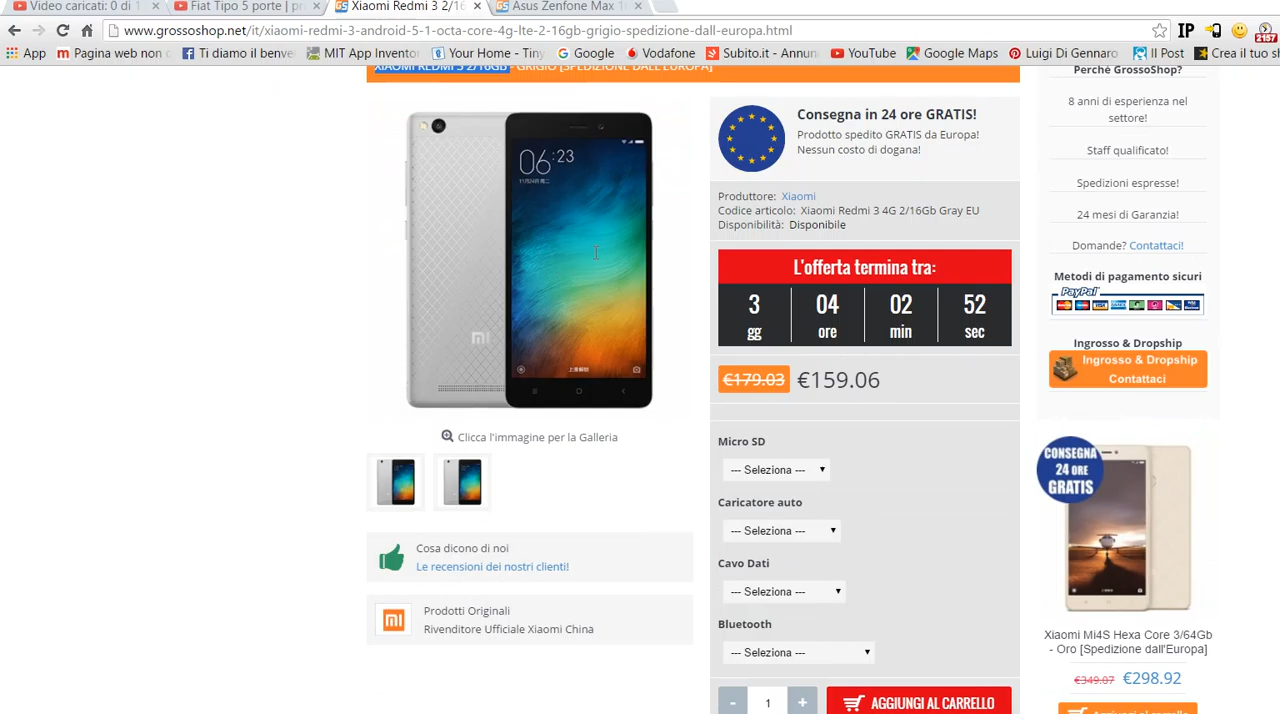 Video caricati: 0 di 1
Fiat Tipo 5 porte | pr
Xiaomi Redmi 3 2/16
Asus Zenfone Max
www.grossoshop.net/it/xiaomi-redmi-3-android-5-1-octa-core-4g-lte-2-16gb-grigio-spedizione-dall-europa.html
IP
2167
App
Pagina web non
Ti diamo il benve
MIT App Inventor
Your Home - Tiny
Google
Vodafone
Subito.it - Annun
YouTube
Google Maps
Luigi Di Gennaro
Il Post
Crea il tuo s
XIAOMI REDMI 3 2/16GB - GRIGIO [SPEDIZIONE DALL'EUROPA]
06:23
mi
Clicca l'immagine per la Galleria
Cosa dicono di noi
Le recensioni dei nostri clienti!
mi
Prodotti Originali
Rivenditore Ufficiale Xiaomi China
Consegna in 24 ore GRATIS!
Prodotto spedito GRATIS da Europa!
Nessun costo di dogana!
Produttore: Xiaomi
Codice articolo: Xiaomi Redmi 3 4G 2/16Gb Gray EU
Disponibilità: Disponibile
L'offerta termina tra:
3 04 02 52
gg ore min sec
€179.03 €159.06
Micro SD
--- Seleziona ---
Caricatore auto
--- Seleziona ---
Cavo Dati
--- Seleziona ---
Bluetooth
--- Seleziona ---
- 1 + AGGIUNGI AL CARRELLO
Perché GrossoShop?
8 anni di esperienza nel
settore!
Staff qualificato!
Spedizioni espresse!
24 mesi di Garanzia!
Domande? Contattaci!
Metodi di pagamento sicuri
PayPal
Ingrosso & Dropship
Ingrosso & Dropship
Contattaci
CONSEGNA
24 ORE
GRATIS
Xiaomi Mi4S Hexa Core 3/64Gb
- Oro [Spedizione dall'Europa]
€349.07 €298.92
Aggiungi al carrello